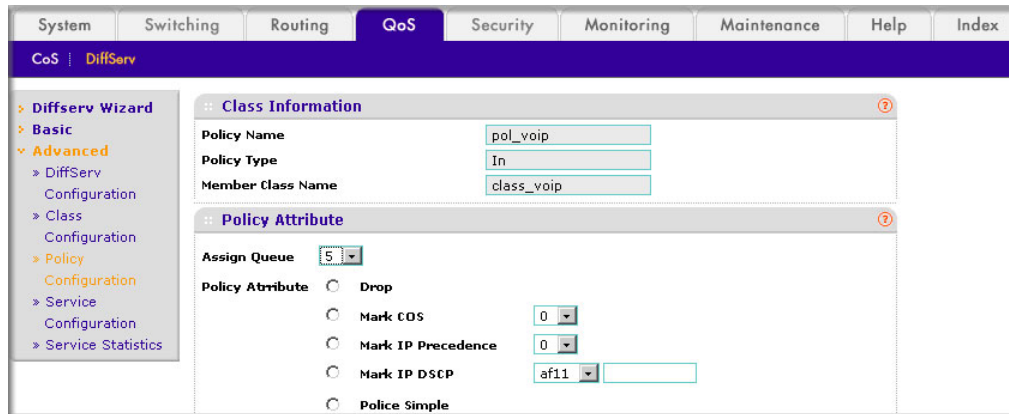 System Switching Routing QoS Security Monitoring Maintenance Help Index
CoS | DiffServ
Diffserv Wizard
Basic
Advanced
» DiffServ
Configuration
» Class
Configuration
» Policy
Configuration
» Service
Configuration
» Service Statistics
:: Class Information ?
Policy Name pol_voip
Policy Type In
Member Class Name class_voip
:: Policy Attribute ?
Assign Queue 5
Policy Attribute Drop
Mark COS 0
Mark IP Precedence 0
Mark IP DSCP af11
Police Simple